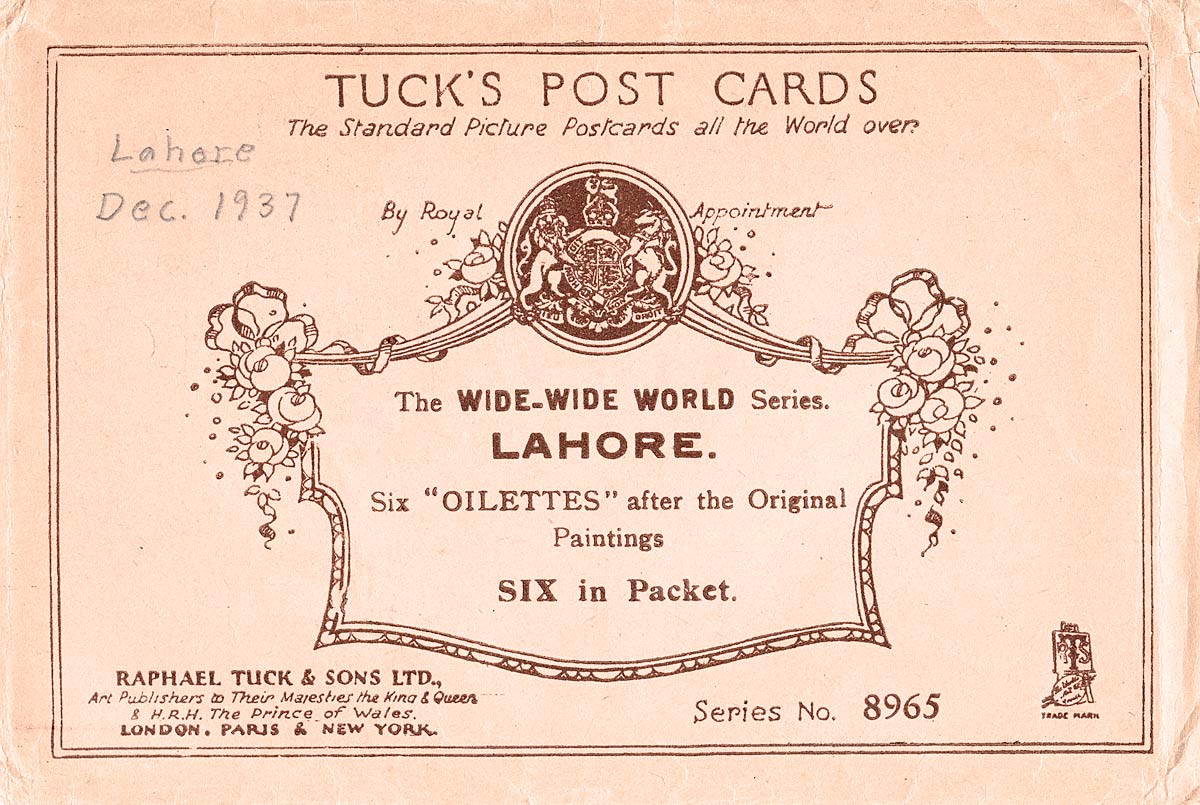 TUCK'S POST CARDS
The Standard Picture Postcards all the World over.
Lahore
Dec. 1937
By Royal Appointment
DROIT
The WIDE-WIDE WORLD Series.
LAHORE.
Six "OILETTES" after the Original
Paintings
SIX in Packet.
RAPHAEL TUCK & SONS LTD.,
Art Publishers to Their Majesties the King & Queen
& H.R.H. The Prince of Wales.
LONDON. PARIS & NEW YORK.
Series No. 8965
TRADE MARK